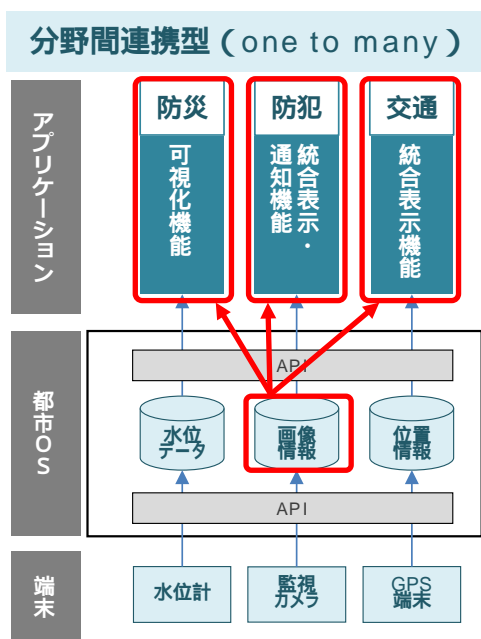 分野間連携型（one to many）
アプリケーション
防災
可視化機能
防犯
統合表示・
通知機能
交通
統合表示機能
都市OS
API
水位
データ
画像
情報
位置
情報
API
端末
水位計
監視
カメラ
GPS
端末